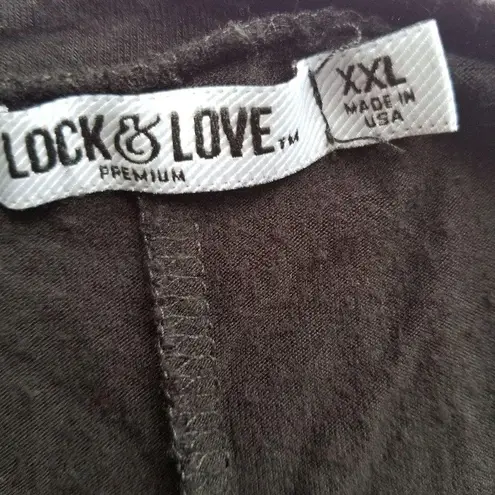 LOCK & LOVE™
PREMIUM
XXL
MADE IN
USA